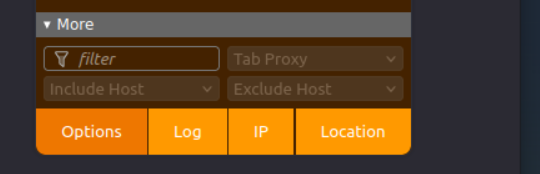 More
filter Tab Proxy
Include Host Exclude Host
Options Log IP Location